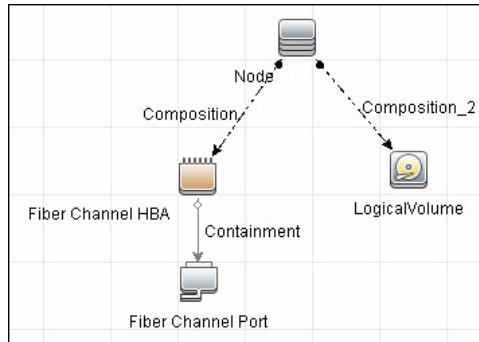 Node
Composition
Composition_2
Fiber Channel HBA
LogicalVolume
Containment
Fiber Channel Port